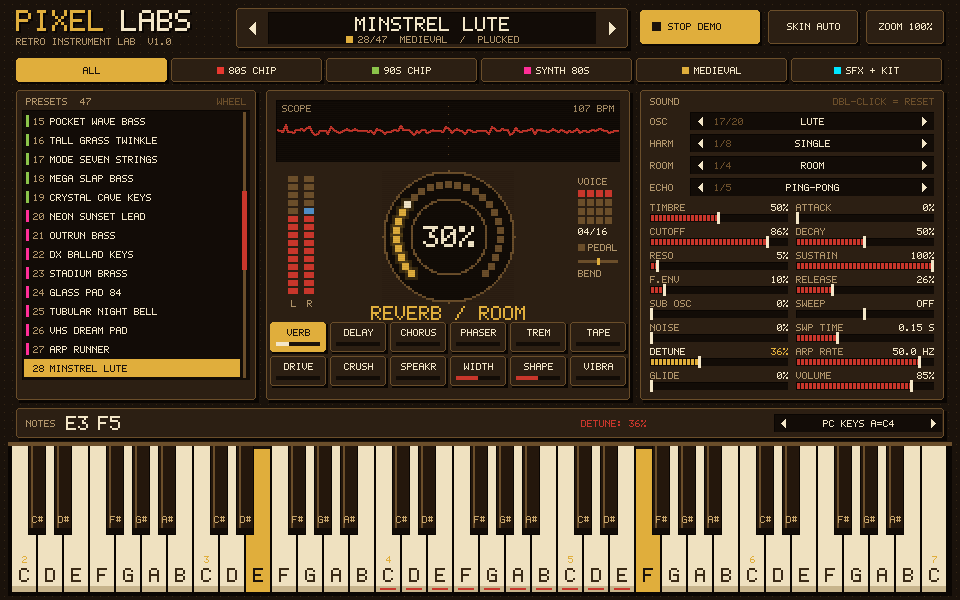 PIXEL LABS
RETRO INSTRUMENT LAB V1.0
MINSTREL LUTE
28/47 MEDIEVAL / PLUCKED
STOP DEMO
SKIN AUTO
ZOOM 100%
ALL
80S CHIP
90S CHIP
SYNTH 80S
MEDIEVAL
SFX + KIT
PRESETS 47 WHEEL
15 POCKET WAVE BASS
16 TALL GRASS TWINKLE
17 MODE SEVEN STRINGS
18 MEGA SLAP BASS
19 CRYSTAL CAVE KEYS
20 NEON SUNSET LEAD
21 OUTRUN BASS
22 DX BALLAD KEYS
23 STADIUM BRASS
24 GLASS PAD 84
25 TUBULAR NIGHT BELL
26 VHS DREAM PAD
27 ARP RUNNER
28 MINSTREL LUTE
SCOPE 107 BPM
L R
30%
VOICE
04/16
PEDAL
BEND
REVERB / ROOM
VERB DELAY CHORUS PHASER TREM TAPE
DRIVE CRUSH SPEAKR WIDTH SHAPE VIBRA
SOUND DBL-CLICK = RESET
OSC 17/20 LUTE
HARM 1/8 SINGLE
ROOM 1/4 ROOM
ECHO 1/5 PING-PONG
TIMBRE 50% ATTACK 0%
CUTOFF 86% DECAY 50%
RESO 5% SUSTAIN 100%
F.ENV 10% RELEASE 26%
SUB OSC 0% SWEEP OFF
NOISE 0% SWP TIME 0.15 S
DETUNE 36% ARP RATE 50.0 HZ
GLIDE 0% VOLUME 85%
NOTES E3 F5
DETUNE: 36%
PC KEYS A=C4
C# D# F# G# A# C# D# F# G# A# C# D# F# G# A# C# D# F# G# A# C# D# F# G# A#
2 3 4 5 6 7
C D E F G A B C D E F G A B C D E F G A B C D E F G A B C D E F G A B C